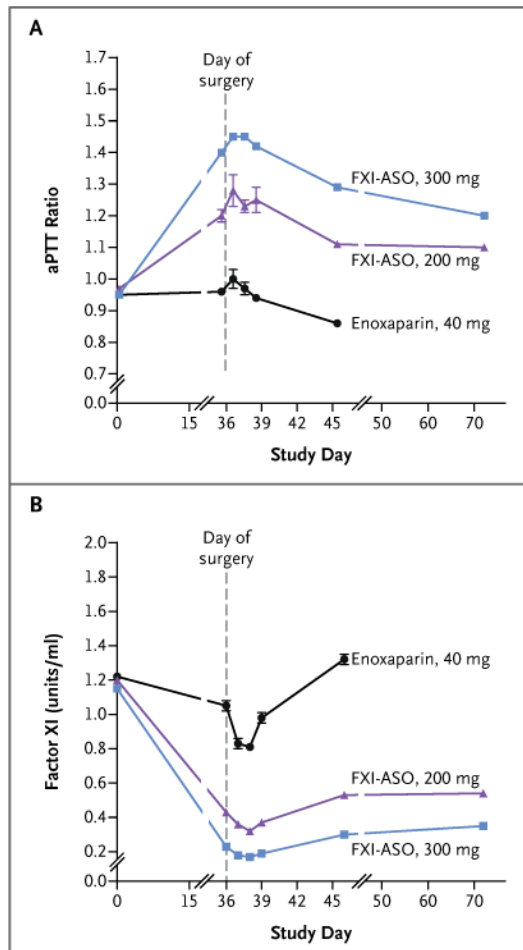 A
Day of
surgery
1.7
1.6
1.5
1.4
1.3
1.2
1.1
1.0
0.9
0.8
0.7
0.0
aPTT Ratio
FXI-ASO, 300 mg
FXI-ASO, 200 mg
Enoxaparin, 40 mg
0 15 36 39 42 45 50 60 70
Study Day
B
Day of
surgery
2.0
1.8
1.6
1.4
1.2
1.0
0.8
0.6
0.4
0.2
0.0
Factor XI (units/ml)
Enoxaparin, 40 mg
FXI-ASO, 200 mg
FXI-ASO, 300 mg
0 15 36 39 42 45 50 60 70
Study Day